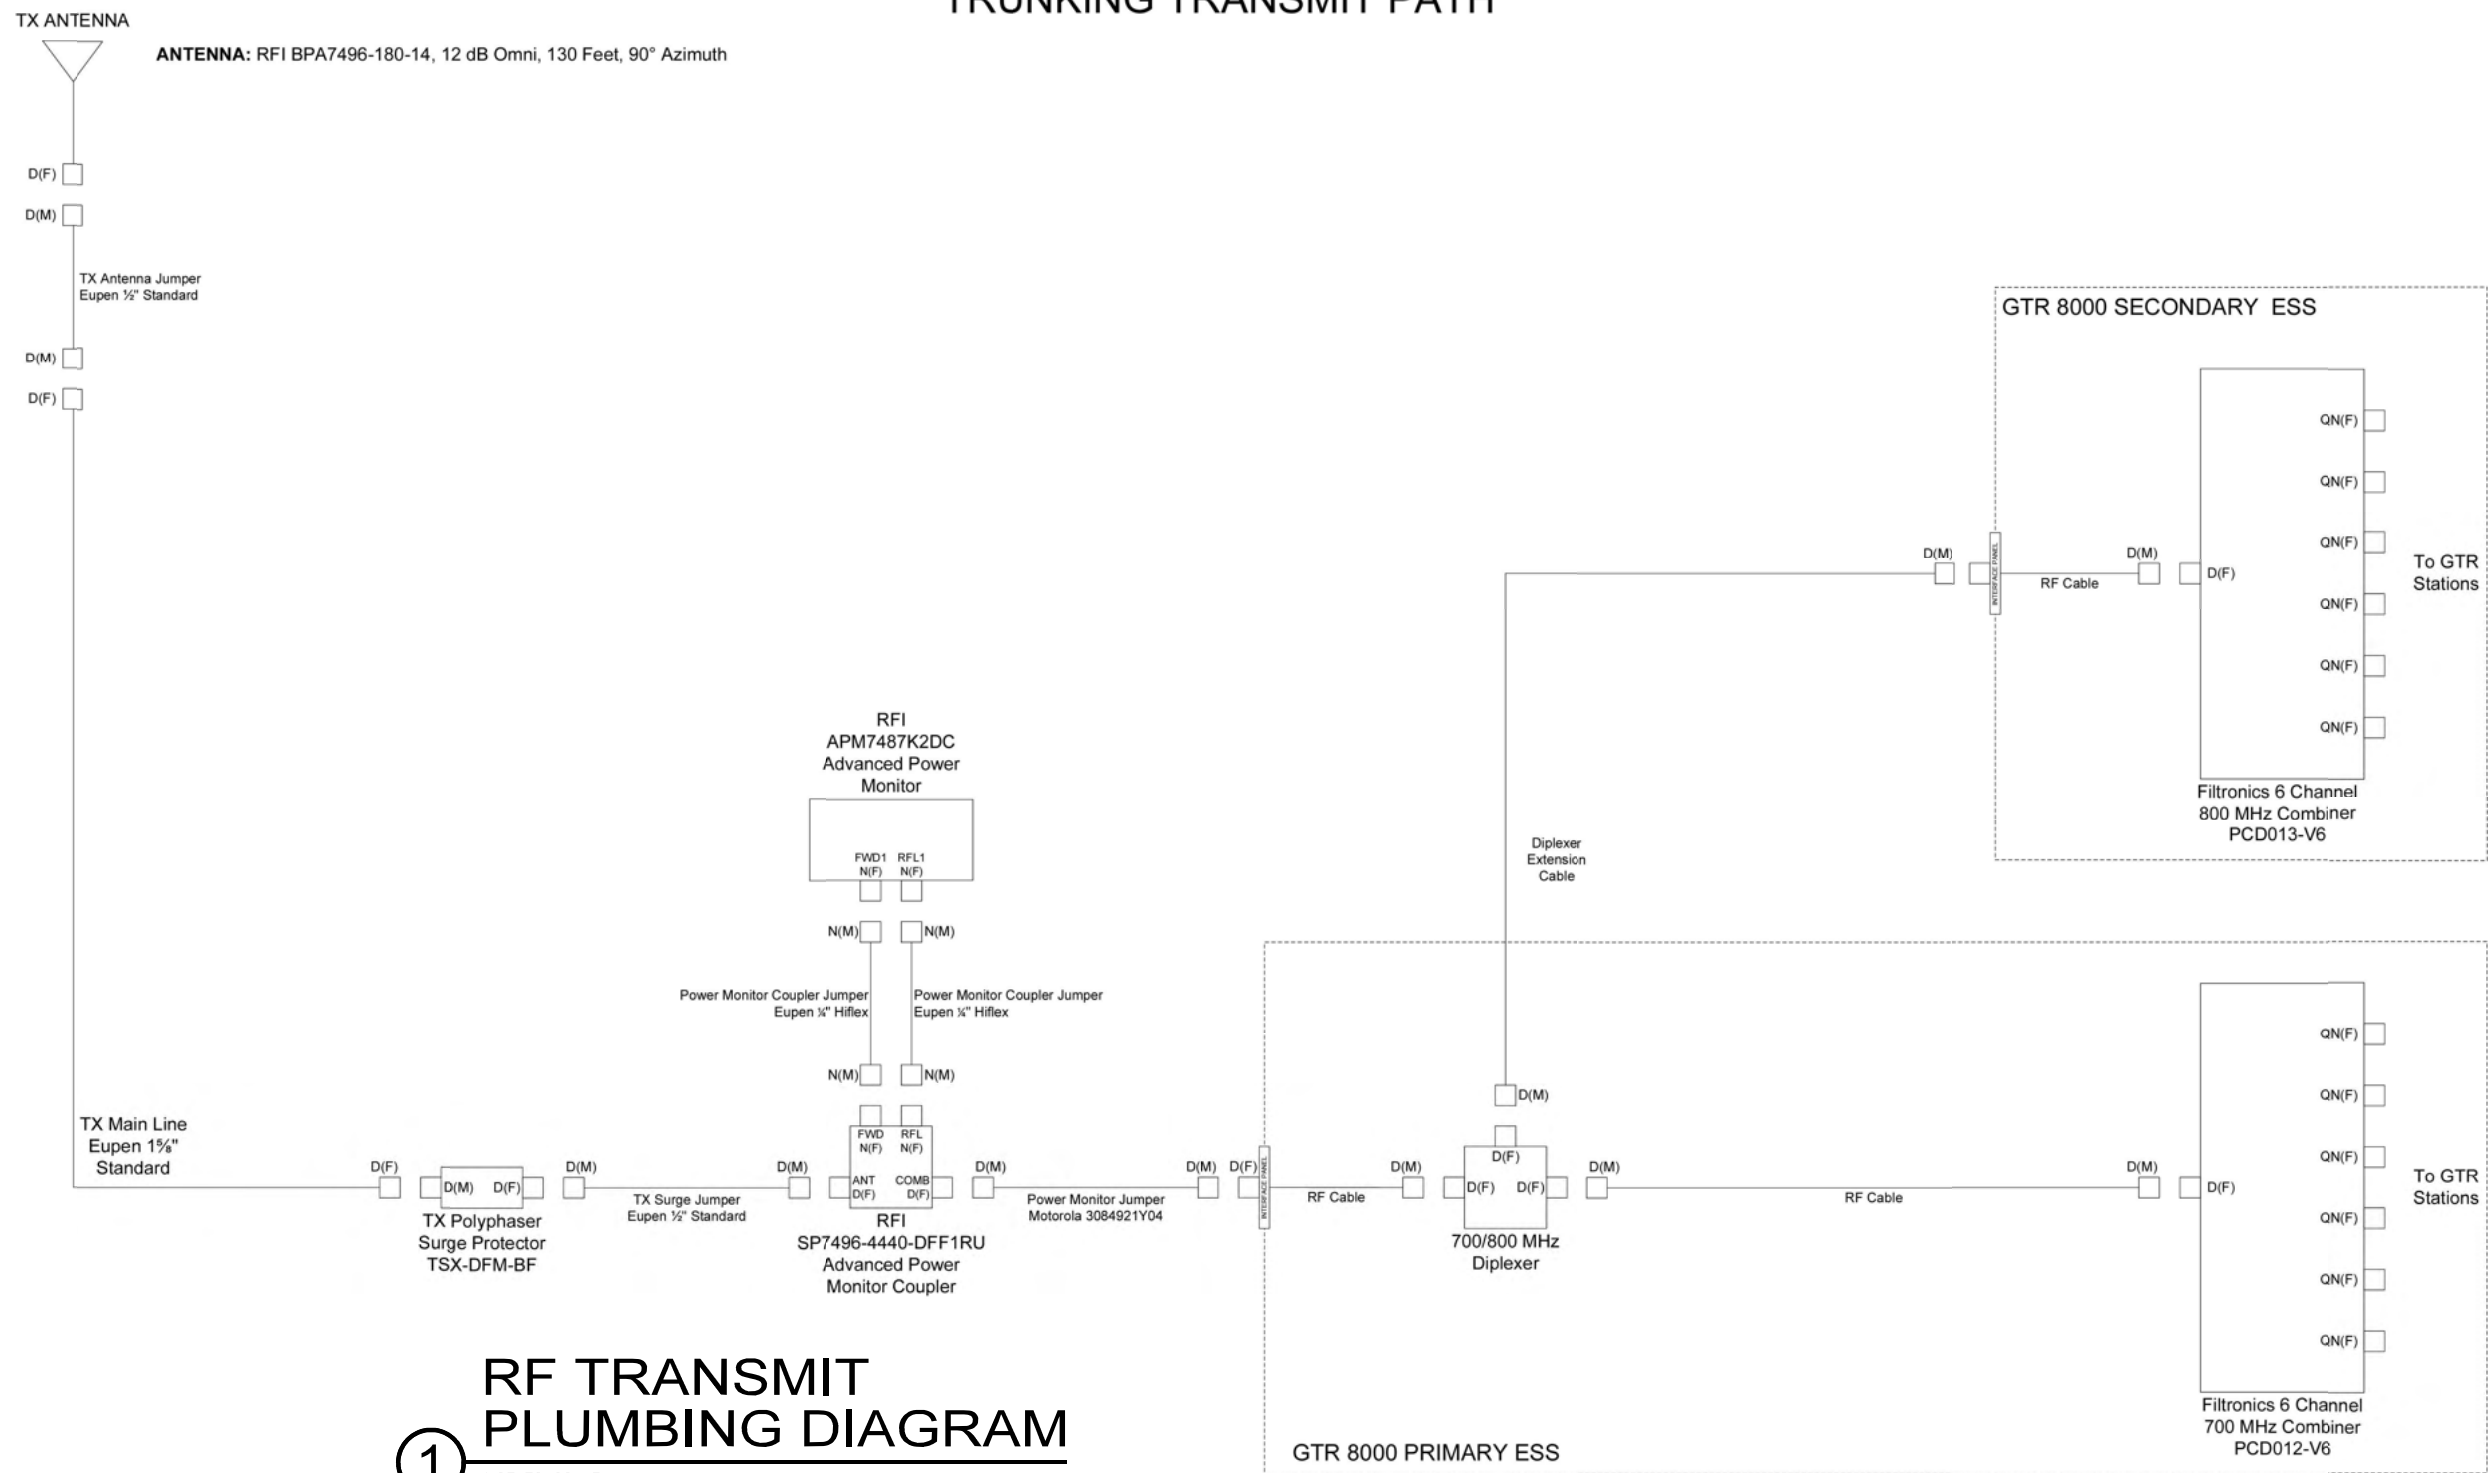 TRUNKING TRANSMIT PATH
TX ANTENNA
ANTENNA: RFI BPA7496-180-14, 12 dB Omni, 130 Feet, 90° Azimuth
D(F)
D(M)
TX Antenna Jumper
Eupen ½" Standard
D(M)
D(F)
GTR 8000 SECONDARY ESS
QN(F)
QN(F)
QN(F)
QN(F)
QN(F)
QN(F)
D(M)
INTERFACE PANEL
RF Cable
D(M)
D(F)
To GTR
Stations
Filtronics 6 Channel
800 MHz Combiner
PCD013-V6
RFI
APM7487K2DC
Advanced Power
Monitor
FWD1 RFL1
N(F) N(F)
N(M) N(M)
Power Monitor Coupler Jumper
Eupen ¼" Hiflex
Power Monitor Coupler Jumper
Eupen ¼" Hiflex
N(M) N(M)
Diplexer
Extension
Cable
TX Main Line
Eupen 1⅝"
Standard
D(F)
D(M) D(F)
TX Polyphaser
Surge Protector
TSX-DFM-BF
D(M)
TX Surge Jumper
Eupen ½" Standard
D(M)
FWD RFL
N(F) N(F)
ANT COMB
D(F) D(F)
RFI
SP7496-4440-DFF1RU
Advanced Power
Monitor Coupler
D(M)
Power Monitor Jumper
Motorola 3084921Y04
D(M)
D(F)
INTERFACE PANEL
RF Cable
D(M)
D(M)
D(F)
D(F) D(F)
700/800 MHz
Diplexer
D(M)
RF Cable
D(M)
D(F)
QN(F)
QN(F)
QN(F)
QN(F)
QN(F)
QN(F)
To GTR
Stations
Filtronics 6 Channel
700 MHz Combiner
PCD012-V6
GTR 8000 PRIMARY ESS
1
RF TRANSMIT
PLUMBING DIAGRAM